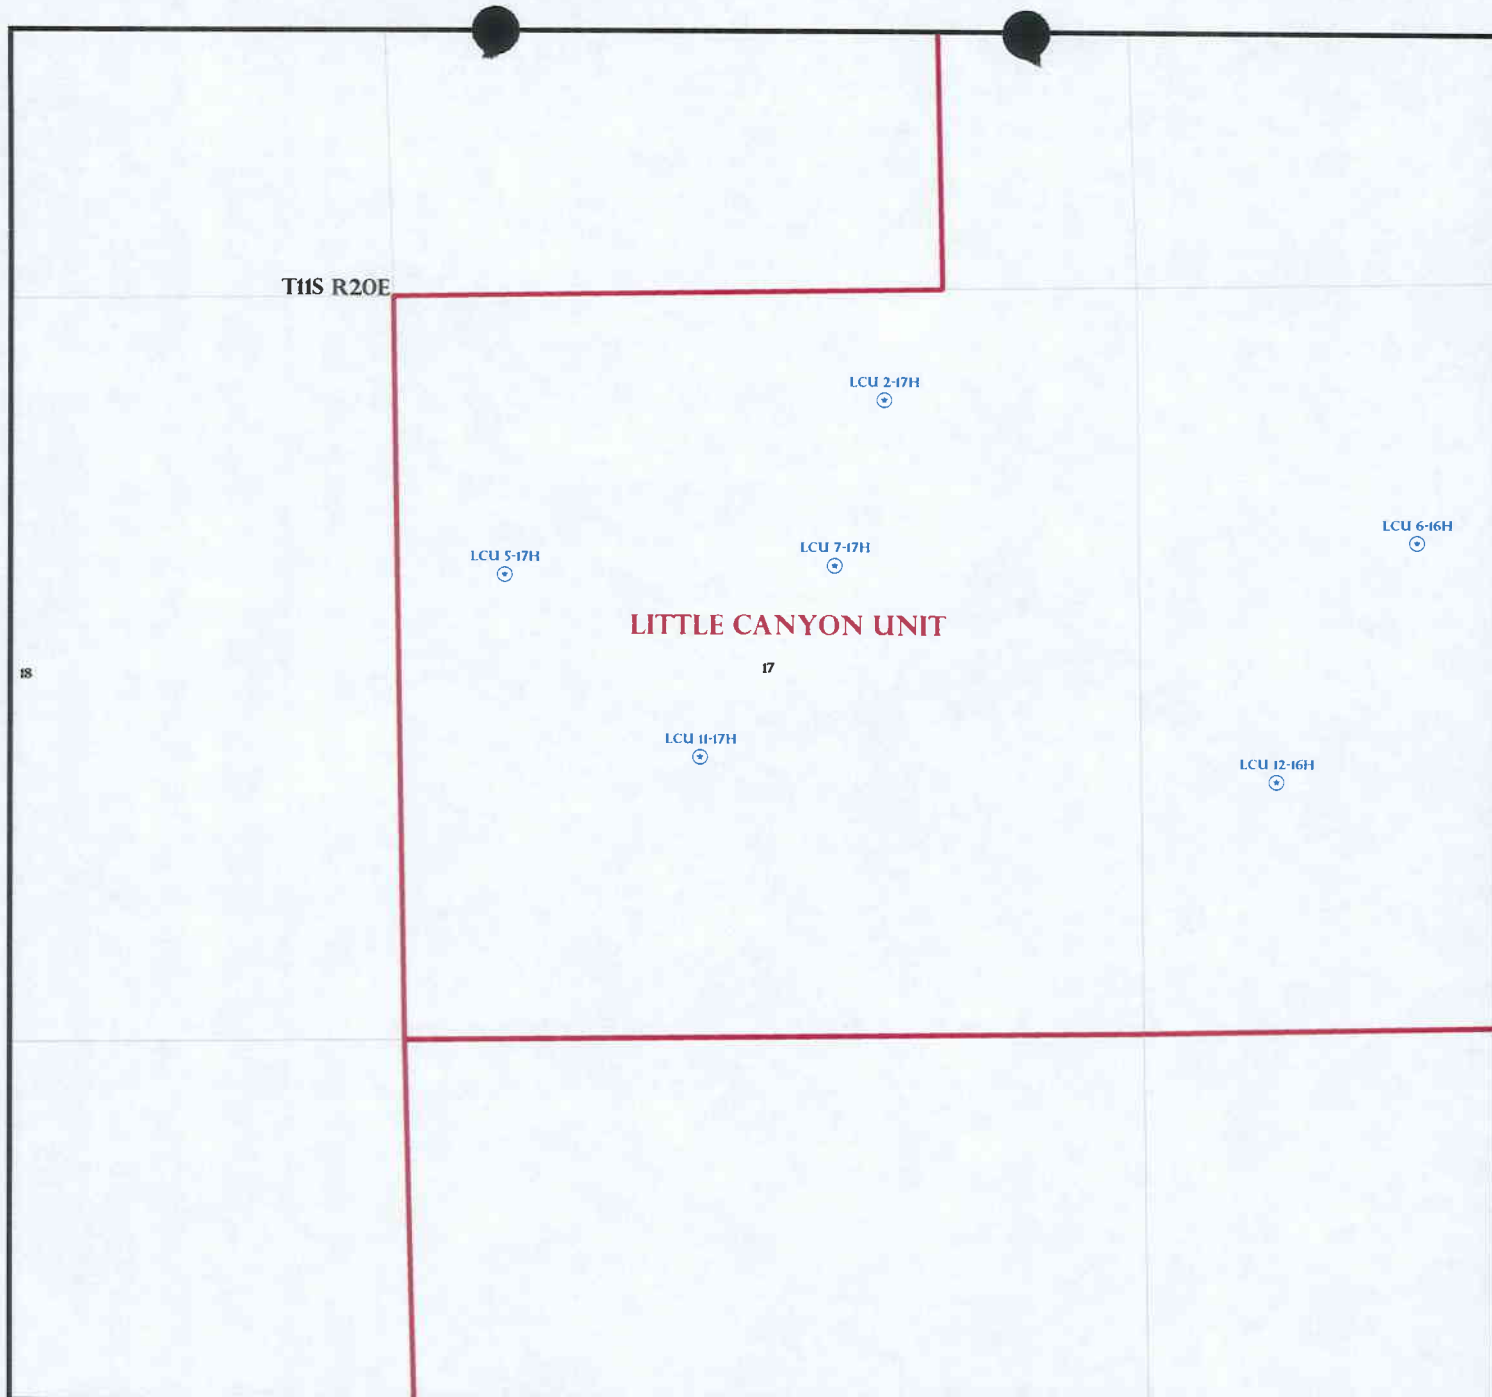 T11S R20E
LCU 2-17H
LCU 6-16H
LCU 5-17H
LCU 7-17H
LITTLE CANYON UNIT
18
17
LCU 11-17H
LCU 12-16H